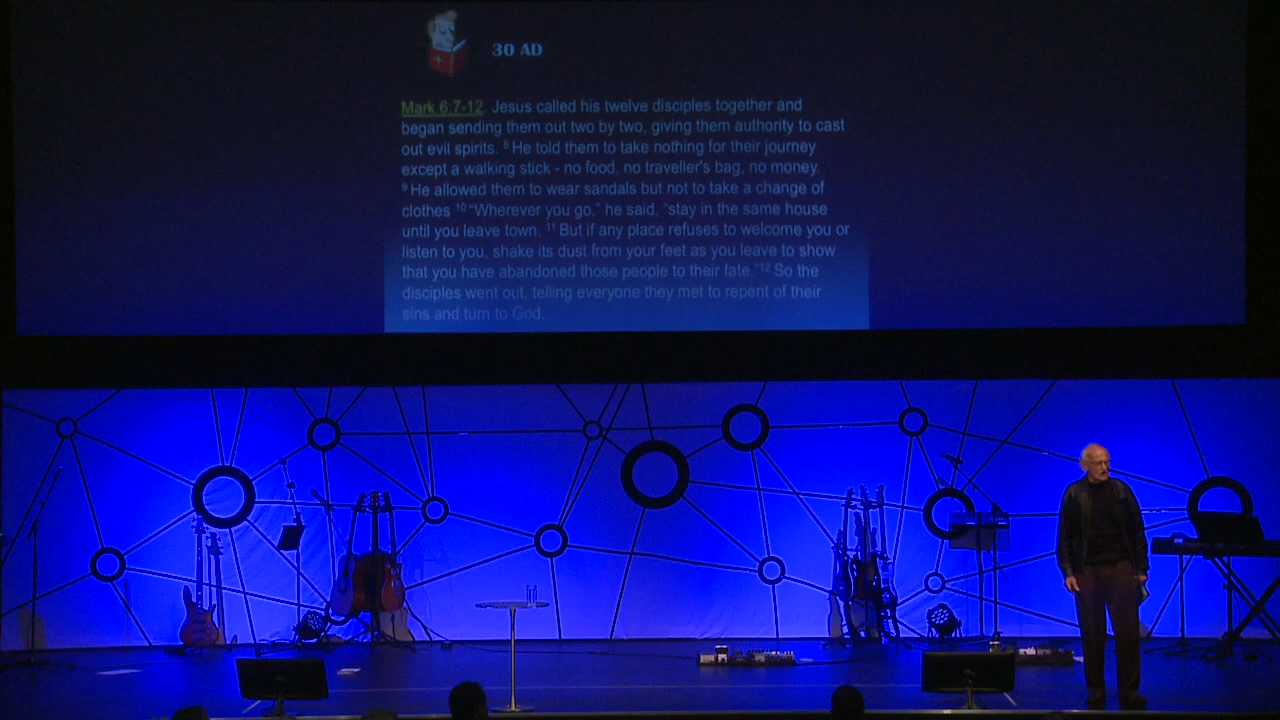 30 AD
Mark 6:7-12 Jesus called his twelve disciples together and
began sending them out two by two, giving them authority to cast
out evil spirits. 8 He told them to take nothing for their journey
except a walking stick - no food, no traveller's bag, no money.
9 He allowed them to wear sandals but not to take a change of
clothes 10 "Wherever you go," he said, "stay in the same house
until you leave town. 11 But if any place refuses to welcome you or
listen to you, shake its dust from your feet as you leave to show
that you have abandoned those people to their fate."12 So the
disciples went out, telling everyone they met to repent of their
sins and turn to God.